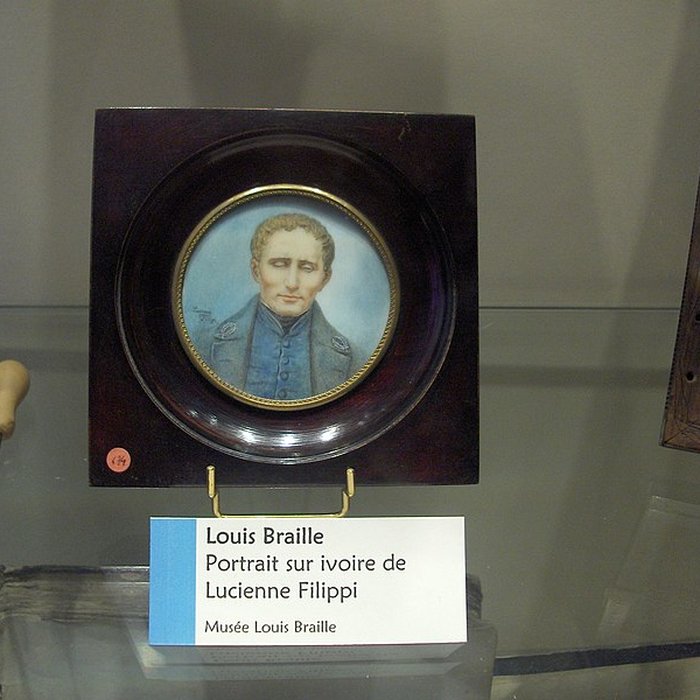 Louis Braille
Portrait sur ivoire de
Lucienne Filippi
Musée Louis Braille